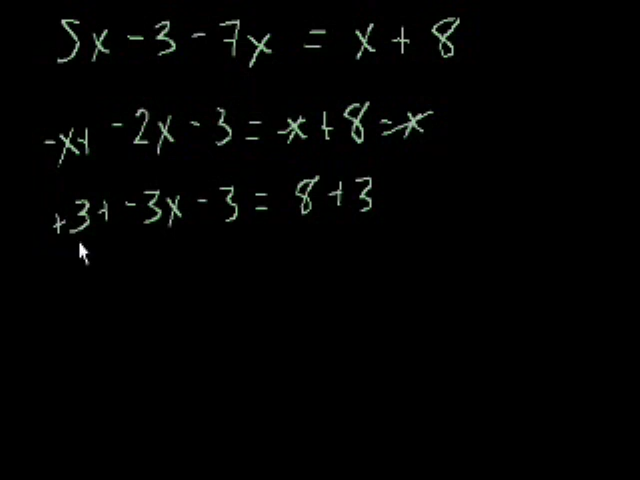 5x - 3 - 7x = x + 8
-x + -2x - 3 = x + 8 - x
+3 + -3x - 3 = 8 + 3